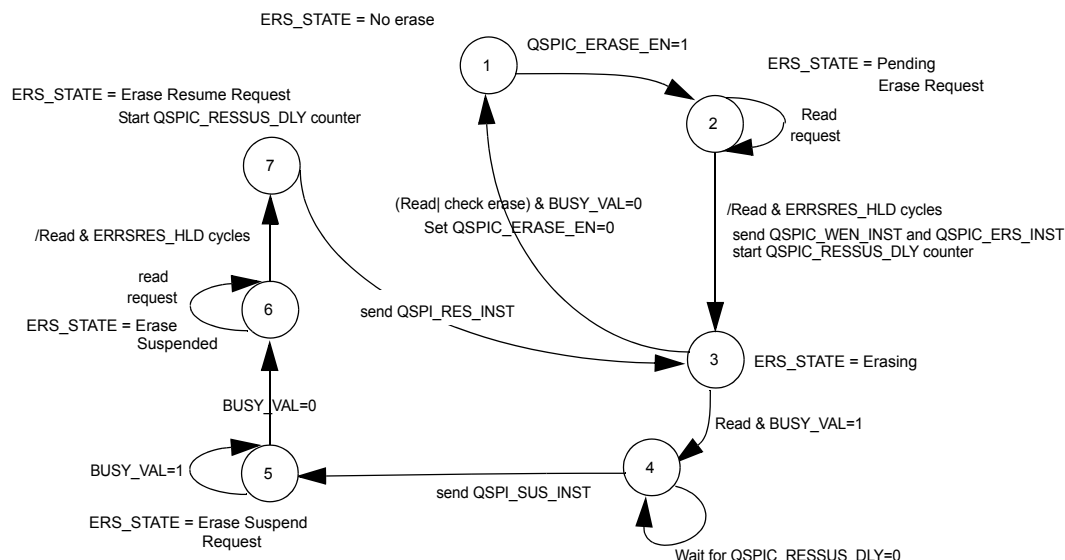 ERS_STATE = No erase
1
QSPIC_ERASE_EN=1
ERS_STATE = Pending
Erase Request
2
Read
request
ERS_STATE = Erase Resume Request
Start QSPIC_RESSUS_DLY counter
7
(Read| check erase) & BUSY_VAL=0
Set QSPIC_ERASE_EN=0
/Read & ERRSRES_HLD cycles
send QSPIC_WEN_INST and QSPIC_ERS_INST
start QSPIC_RESSUS_DLY counter
/Read & ERRSRES_HLD cycles
read
request
6
ERS_STATE = Erase
Suspended
send QSPI_RES_INST
3
ERS_STATE = Erasing
BUSY_VAL=0
Read & BUSY_VAL=1
BUSY_VAL=1
5
send QSPI_SUS_INST
4
ERS_STATE = Erase Suspend
Request
Wait for QSPIC_RESSUS_DLY=0